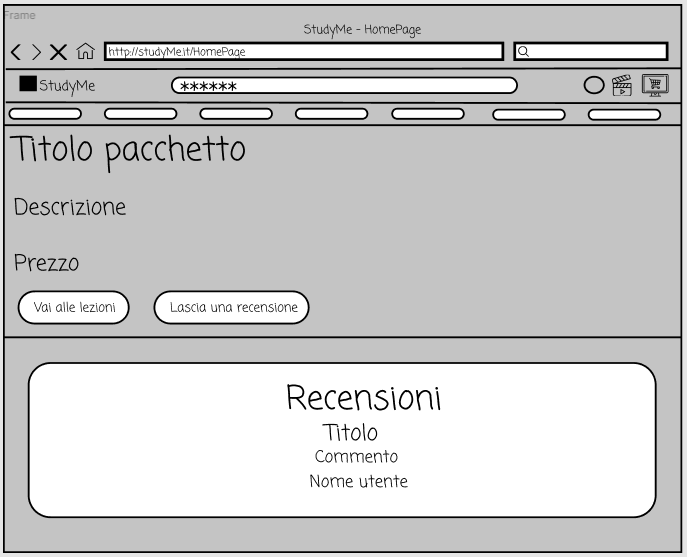 Frame
StudyMe - HomePage
http://studyMe.it/HomePage
StudyMe
******
Titolo pacchetto
Descrizione
Prezzo
Vai alle lezioni
Lascia una recensione
Recensioni
Titolo
Commento
Nome utente